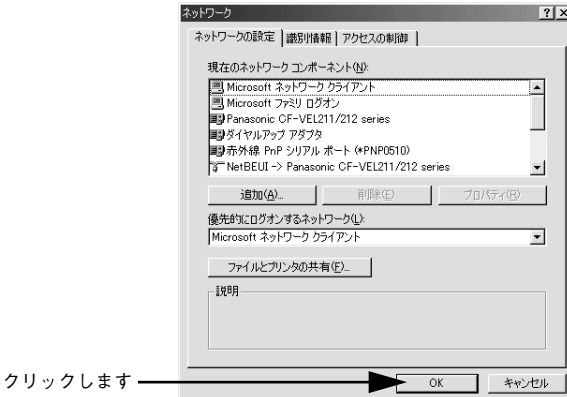 ネットワーク
ネットワークの設定 識別情報 アクセスの制御
現在のネットワーク コンポーネント(N):
Microsoft ネットワーク クライアント
Microsoft ファミリ ログオン
Panasonic CF-VEL211/212 series
ダイヤルアップ アダプタ
赤外線 PnP シリアル ポート (*PNP0510)
NetBEUI -> Panasonic CF-VEL211/212 series
追加(A)... 削除(E) プロパティ(R)
優先的にログオンするネットワーク(L):
Microsoft ネットワーク クライアント
ファイルとプリンタの共有(F)...
説明
クリックします
OK キャンセル